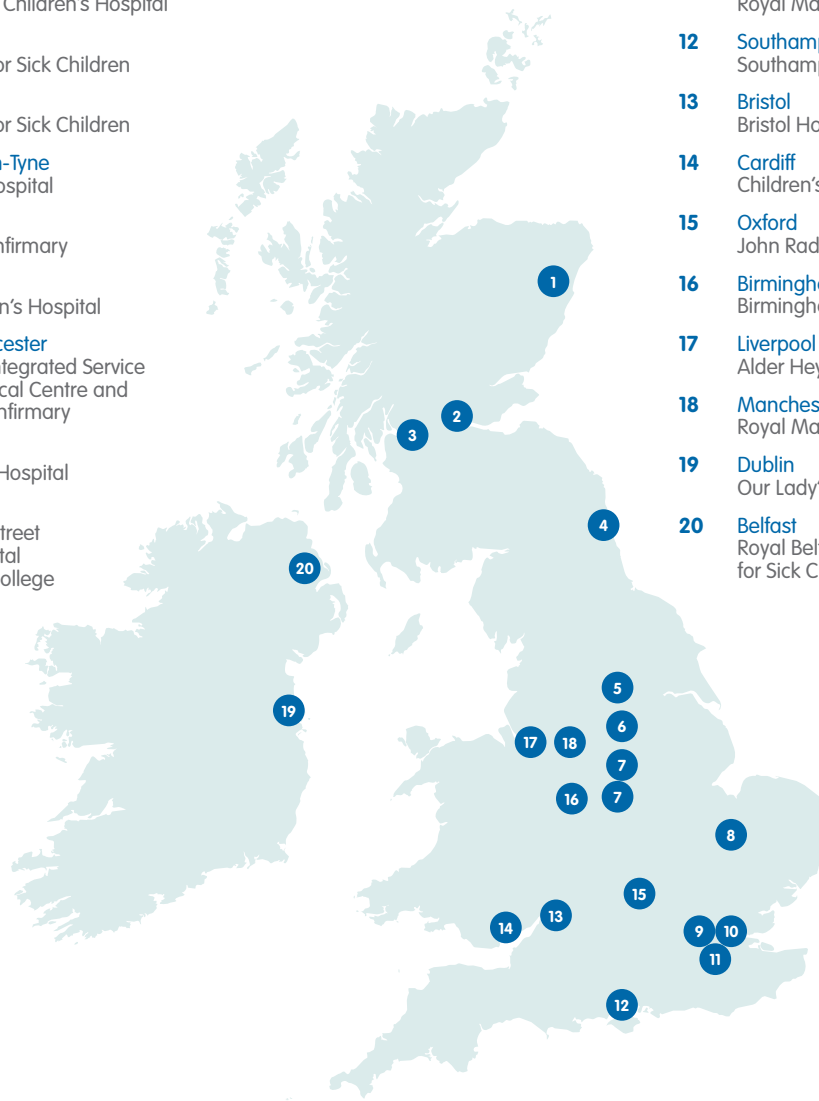 Children's Hospital
or Sick Children
or Sick Children
n-Tyne
ospital
nfirmary
n's Hospital
cester
ntegrated Service
cal Centre and
nfirmary
Hospital
treet
tal
ollege
Royal Ma
12 Southamp
Southamp
13 Bristol
Bristol Ho
14 Cardiff
Children's
15 Oxford
John Rad
16 Birmingha
Birmingha
17 Liverpool
Alder Hey
18 Manches
Royal Ma
19 Dublin
Our Lady'
20 Belfast
Royal Belf
for Sick C
1
2
3
4
20
5
19
6
17 18
7
16 7
8
15
13
14
9 10
11
12